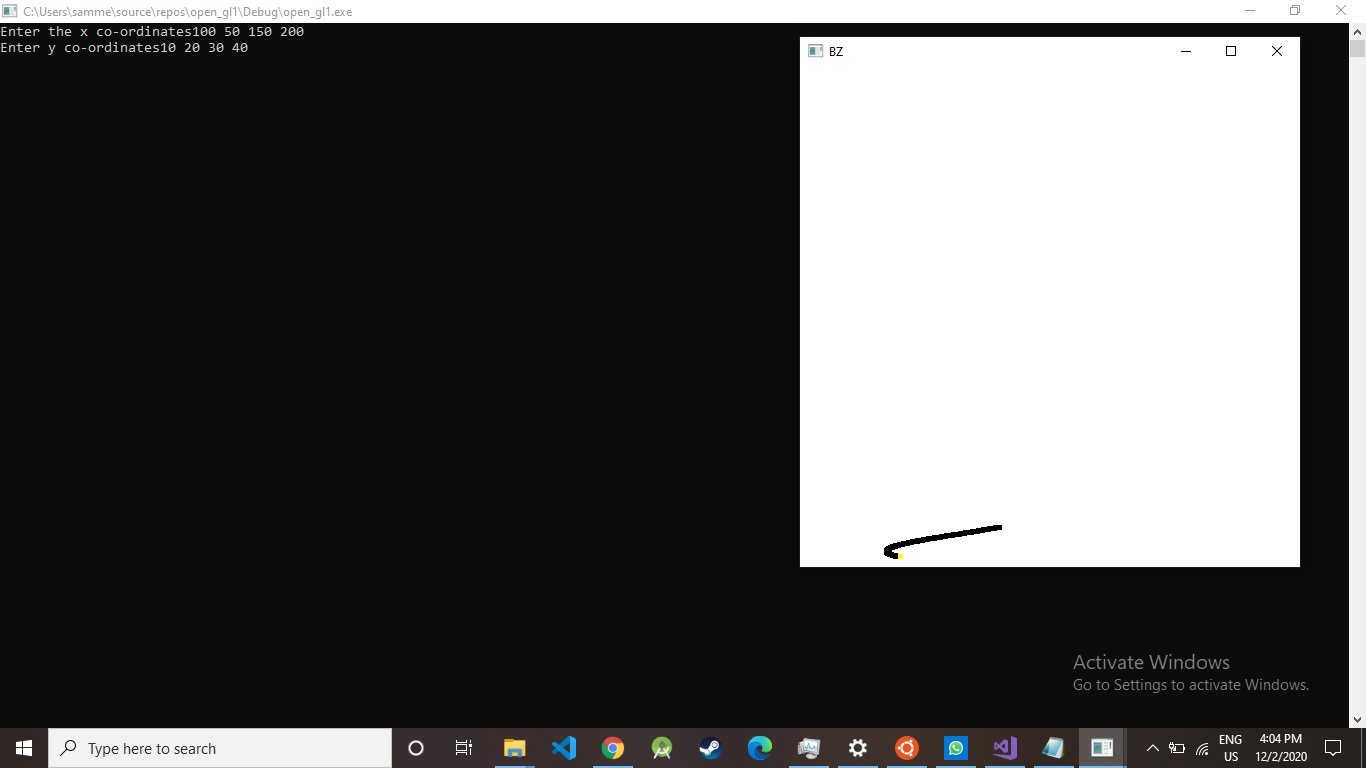 C:\Users\samme\source\repos\open_gl1\Debug\open_gl1.exe
Enter the x co-ordinates100 50 150 200
Enter y co-ordinates10 20 30 40
BZ
Activate Windows
Go to Settings to activate Windows.
Type here to search
ENG
US
4:04 PM
12/2/2020